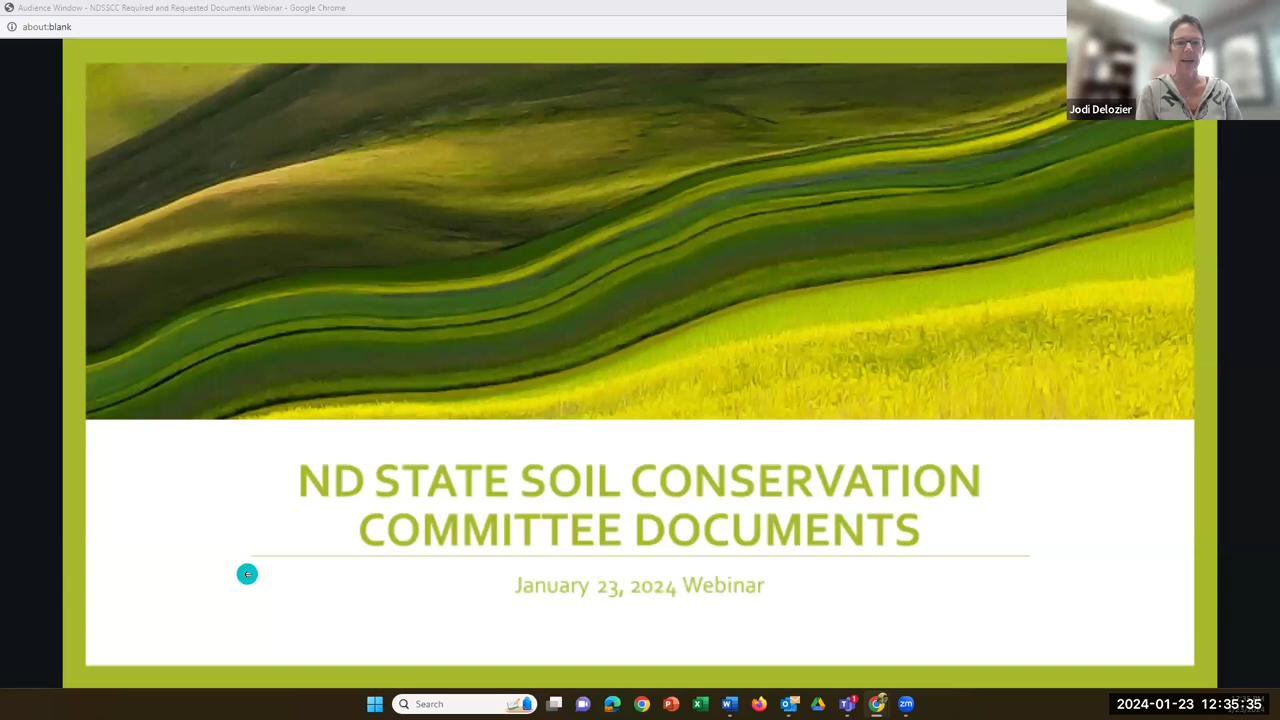 Audience Window - NDSSCC Required and Requested Documents Webinar - Google Chrome
about:blank
Jodi Delozier
ND STATE SOIL CONSERVATION
COMMITTEE DOCUMENTS
January 23, 2024 Webinar
Search
2024-01-23 12:35:35